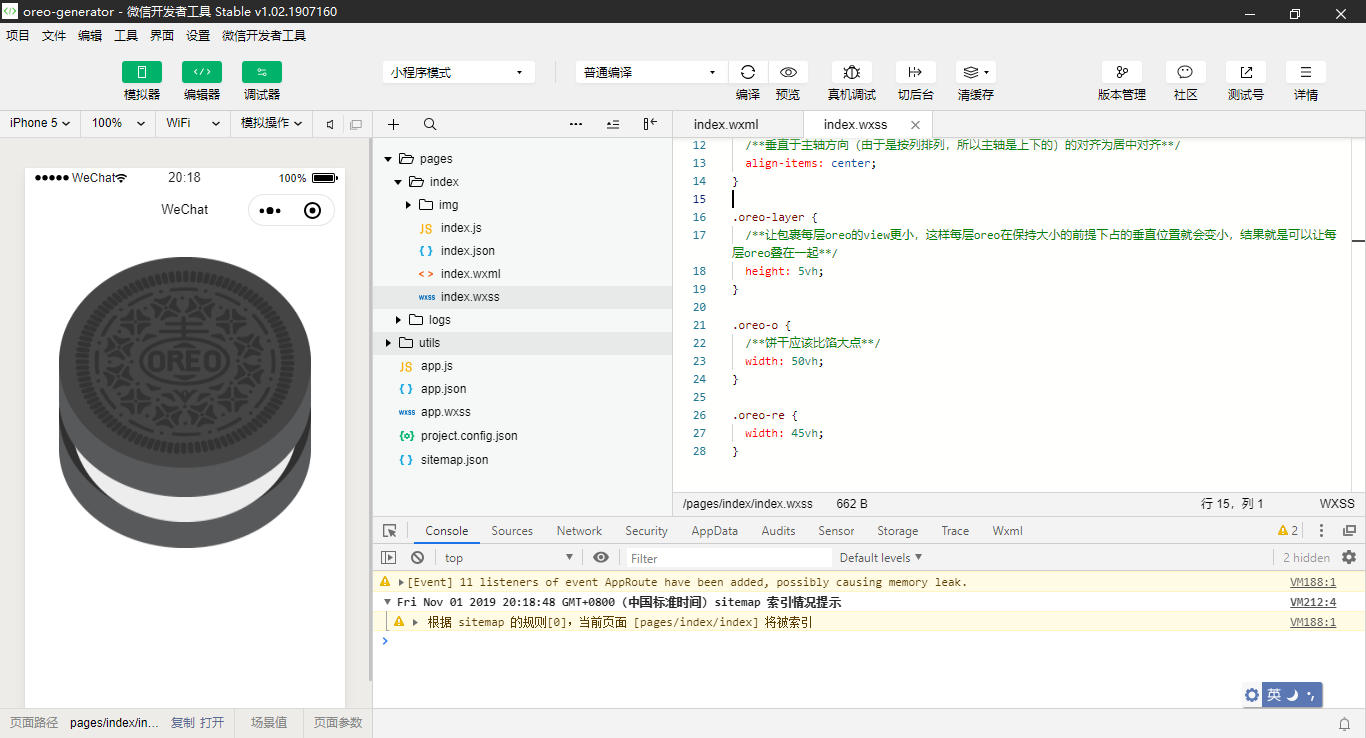 oreo-generator - 微信开发者工具 Stable v1.02.1907160
项目 文件 编辑 工具 界面 设置 微信开发者工具
模拟器 编辑器 调试器
小程序模式 普通编译
编译 预览 真机调试 切后台 清缓存
版本管理 社区 测试号 详情
iPhone 5 100% WiFi 模拟操作
WeChat 20:18 100%
WeChat
OREO
pages
index
img
JS index.js
{ } index.json
< > index.wxml
wxss index.wxss
logs
utils
JS app.js
{ } app.json
wxss app.wxss
{o} project.config.json
{ } sitemap.json
index.wxml index.wxss
12 /**垂直于主轴方向（由于是按列排列，所以主轴是上下的）的对齐为居中对齐**/
13 align-items: center;
14 }
15
16 .oreo-layer {
17 /**让包裹每层oreo的view更小，这样每层oreo在保持大小的前提下占的垂直位置就会变小，结果就是可以让每
层oreo叠在一起**/
18 height: 5vh;
19 }
20
21 .oreo-o {
22 /**饼干应该比馅大点**/
23 width: 50vh;
24 }
25
26 .oreo-re {
27 width: 45vh;
28 }
/pages/index/index.wxss 662 B 行 15，列 1 WXSS
Console Sources Network Security AppData Audits Sensor Storage Trace Wxml 2
top Filter Default levels 2 hidden
[Event] 11 listeners of event AppRoute have been added, possibly causing memory leak. VM188:1
Fri Nov 01 2019 20:18:48 GMT+0800 (中国标准时间) sitemap 索引情况提示 VM212:4
根据 sitemap 的规则[0]，当前页面 [pages/index/index] 将被索引 VM188:1
英
页面路径 pages/index/in... 复制 打开 场景值 页面参数